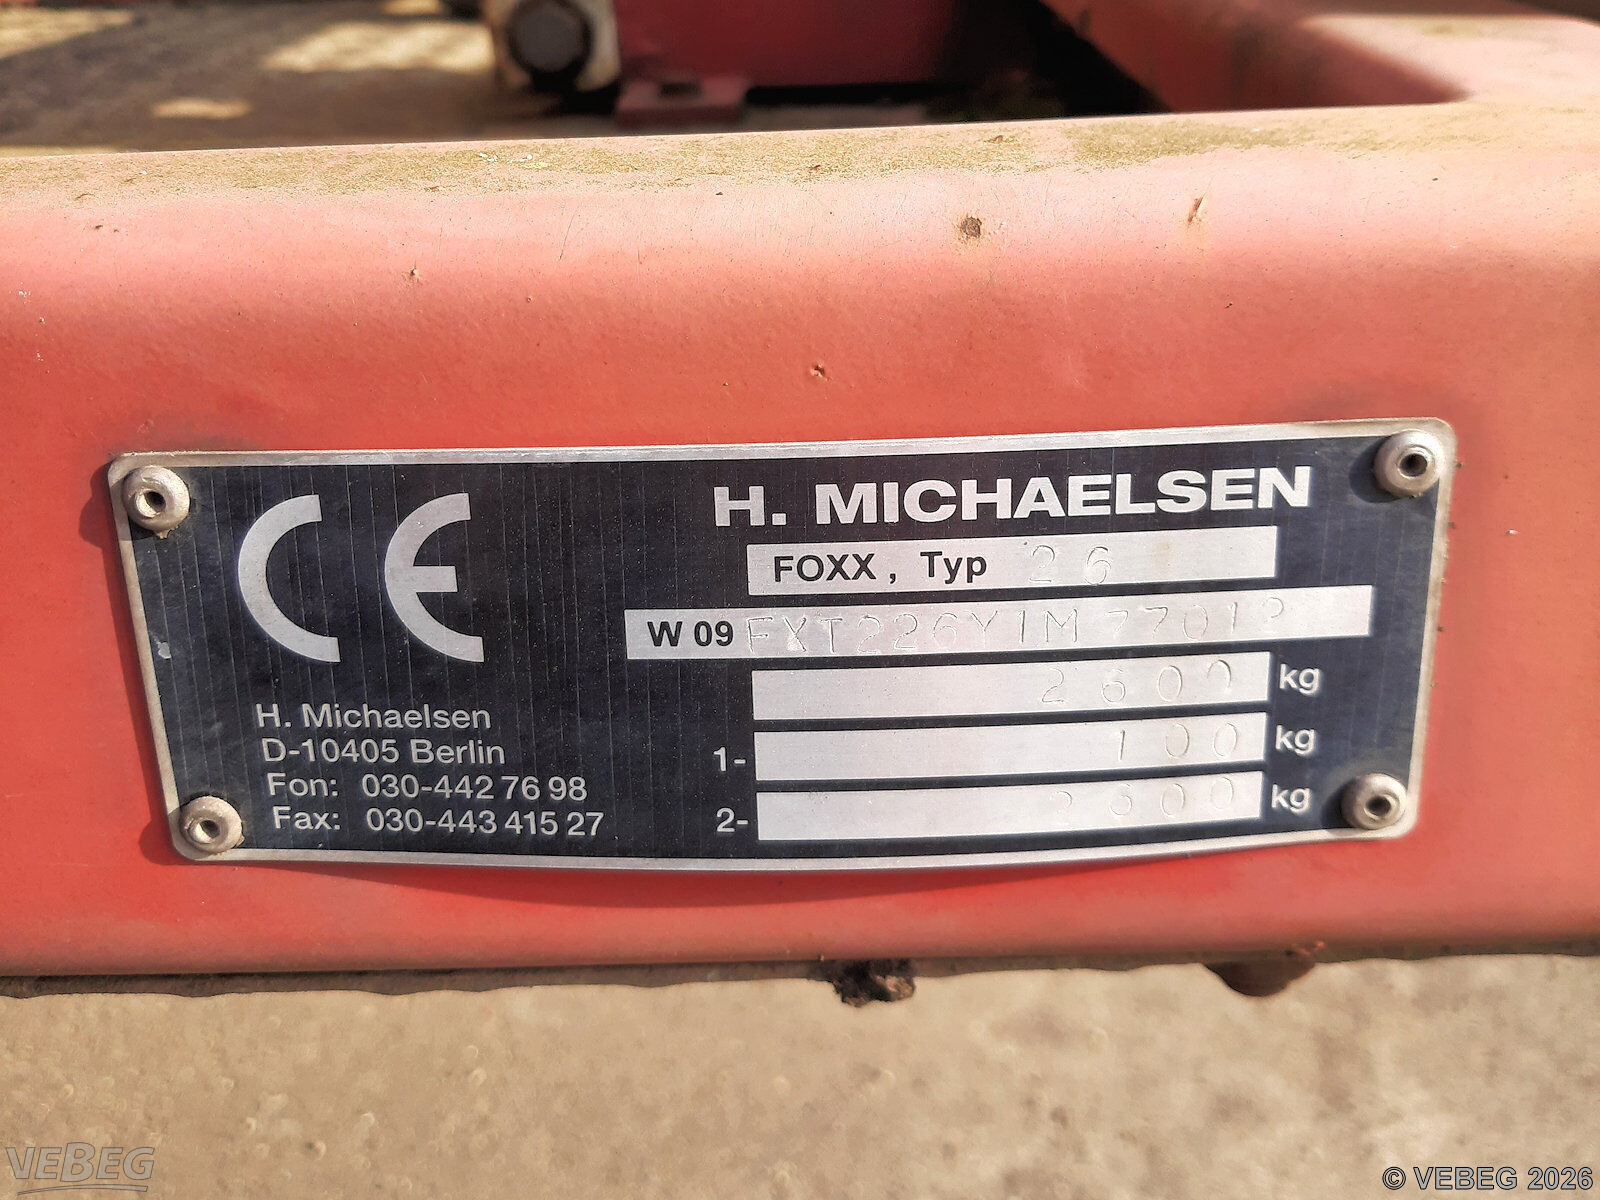 CE
H. MICHAELSEN
FOXX, Typ 26
W 09 FXT226Y1M77012
2600 kg
1- 100 kg
2- 2600 kg
H. Michaelsen
D-10405 Berlin
Fon: 030-442 76 98
Fax: 030-443 415 27
VEBEG
© VEBEG 2026